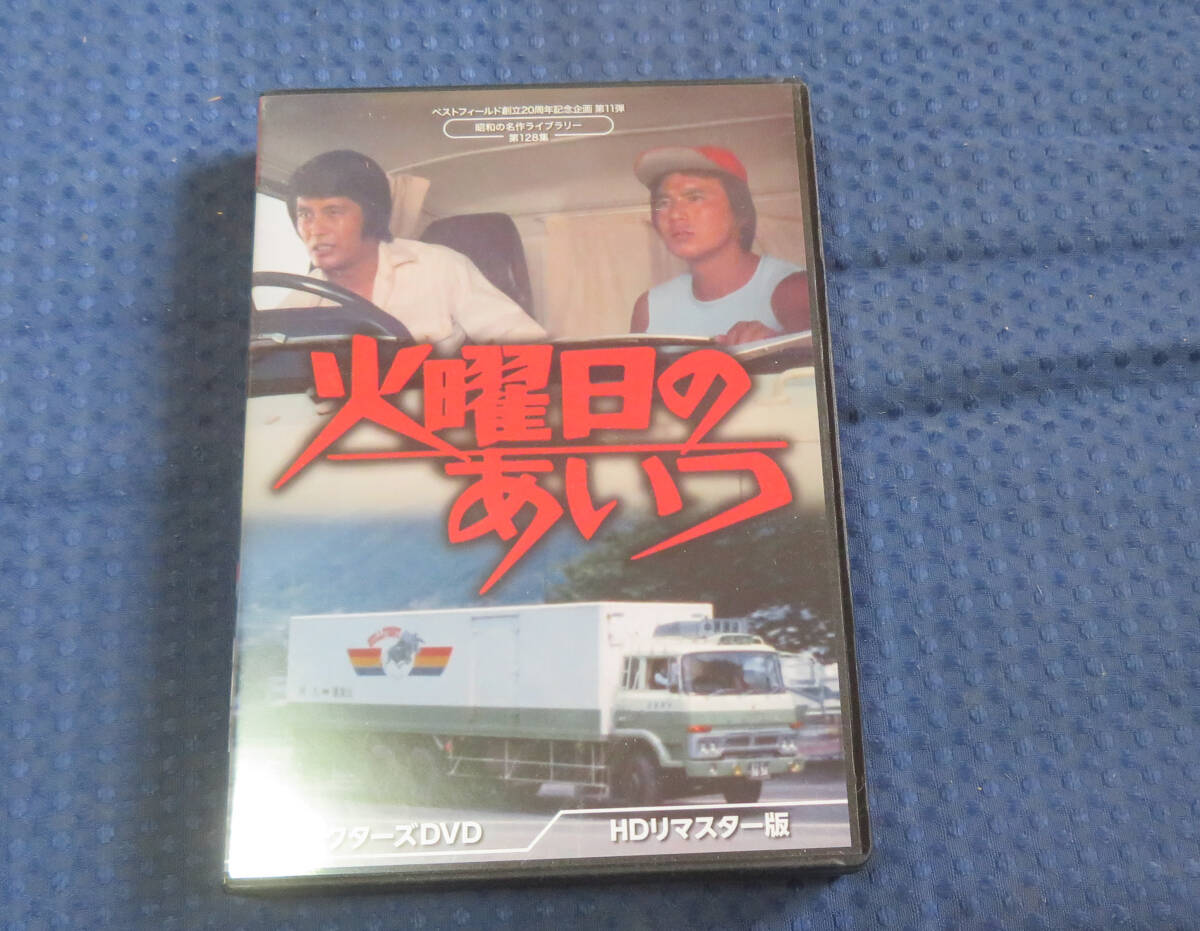 ベストフィールド創立20周年記念企画 第11弾
昭和の名作ライブラリー
第128集
火曜日の
あいつ
クターズDVD
HDリマスター版